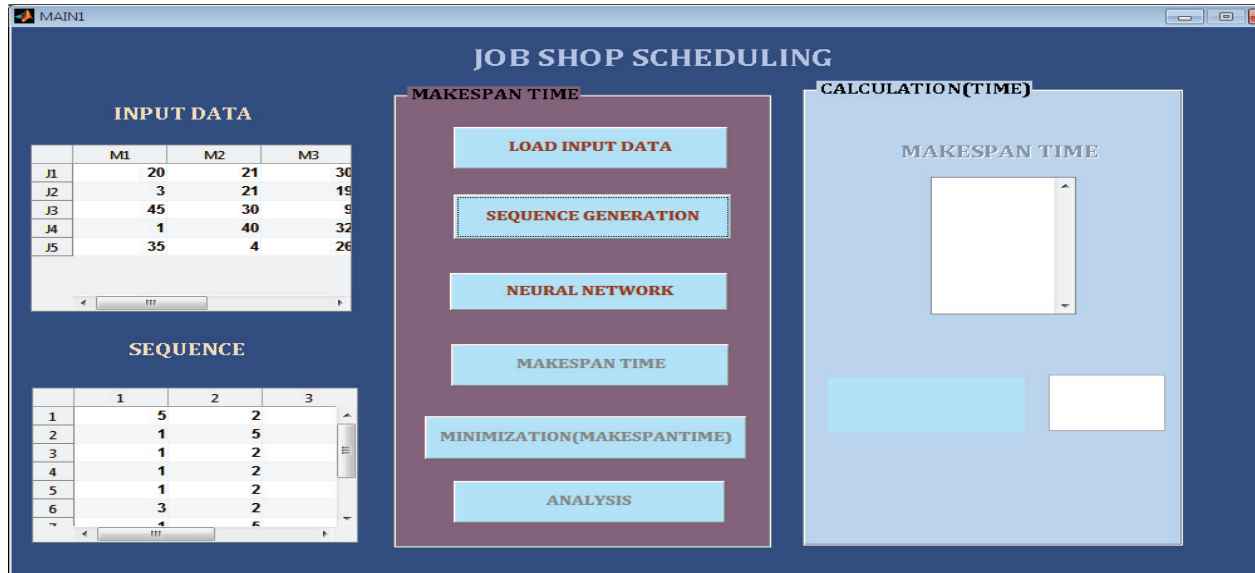 MAIN1
JOB SHOP SCHEDULING
INPUT DATA
M1 M2 M3
J1 20 21 30
J2 3 21 19
J3 45 30 9
J4 1 40 32
J5 35 4 26
SEQUENCE
1 2 3
1 5 2
2 1 5
3 1 2
4 1 2
5 1 2
6 3 2
MAKESPAN TIME
LOAD INPUT DATA
SEQUENCE GENERATION
NEURAL NETWORK
MAKESPAN TIME
MINIMIZATION(MAKESPANTIME)
ANALYSIS
CALCULATION(TIME)
MAKESPAN TIME